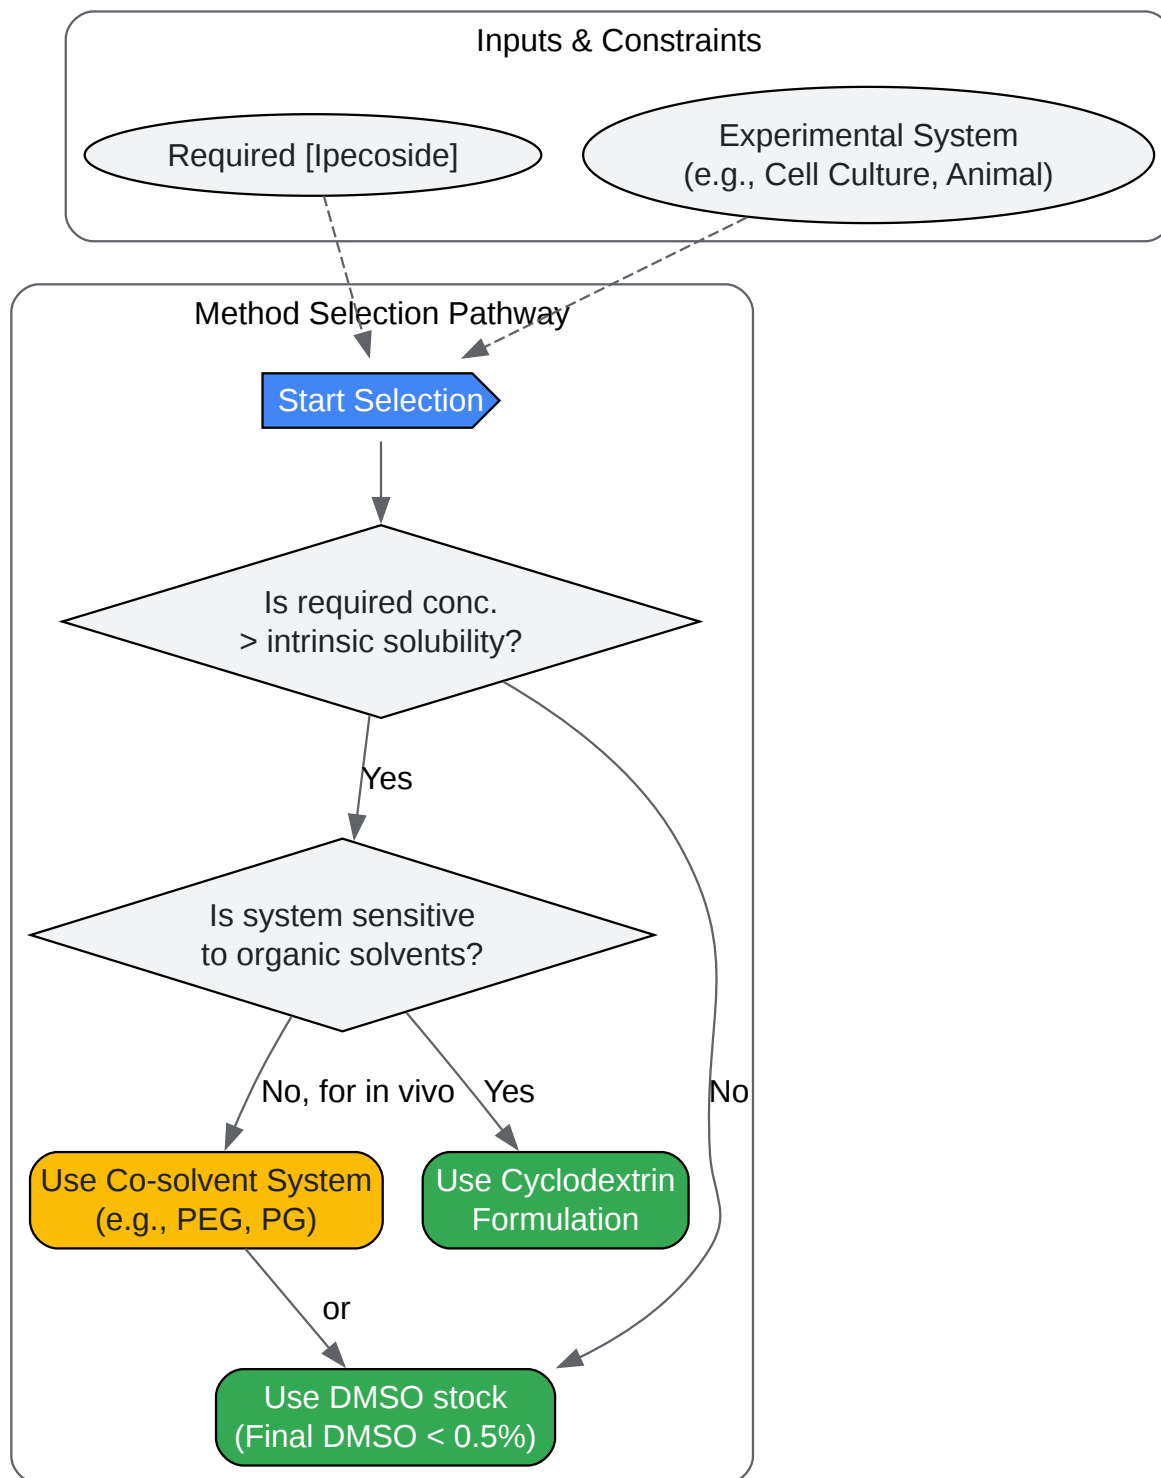 Inputs & Constraints
Required [Ipecoside]
Experimental System
(e.g., Cell Culture, Animal)
Method Selection Pathway
Start Selection
Is required conc.
> intrinsic solubility?
Yes
Is system sensitive
to organic solvents?
No, for in vivo
Yes
No
Use Co-solvent System
(e.g., PEG, PG)
Use Cyclodextrin
Formulation
or
Use DMSO stock
(Final DMSO < 0.5%)